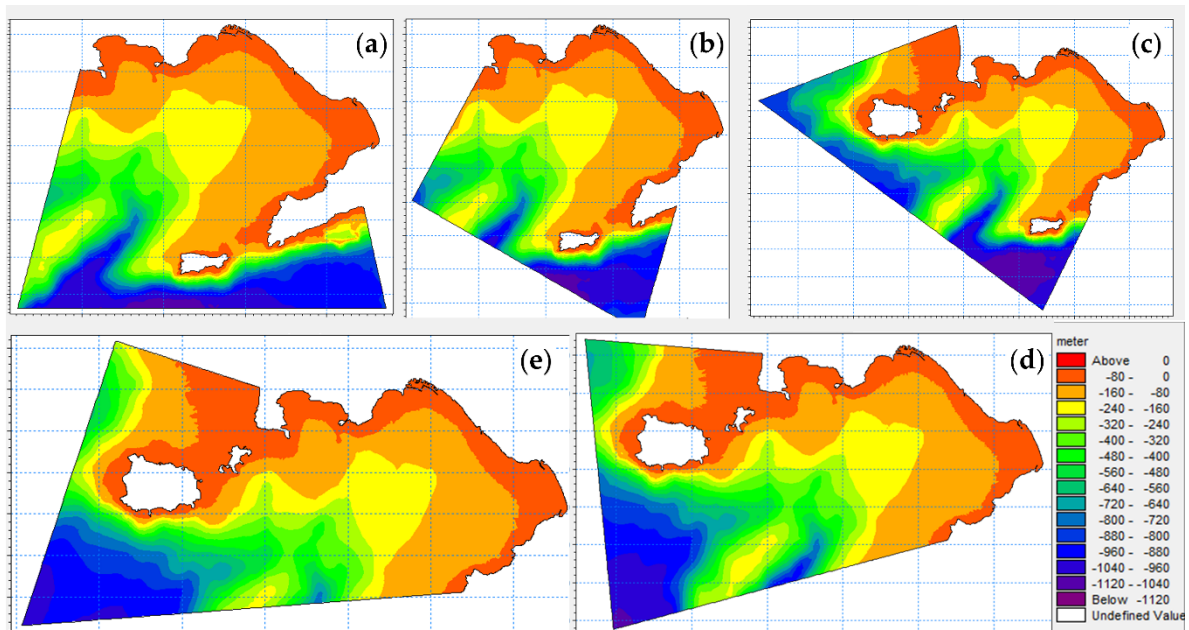 (a)
(b)
(c)
(e)
(d)
meter
Above 0
-80 - 0
-160 - -80
-240 - -160
-320 - -240
-400 - -320
-480 - -400
-560 - -480
-640 - -560
-720 - -640
-800 - -720
-880 - -800
-960 - -880
-1040 - -960
-1120 - -1040
Below -1120
Undefined Value